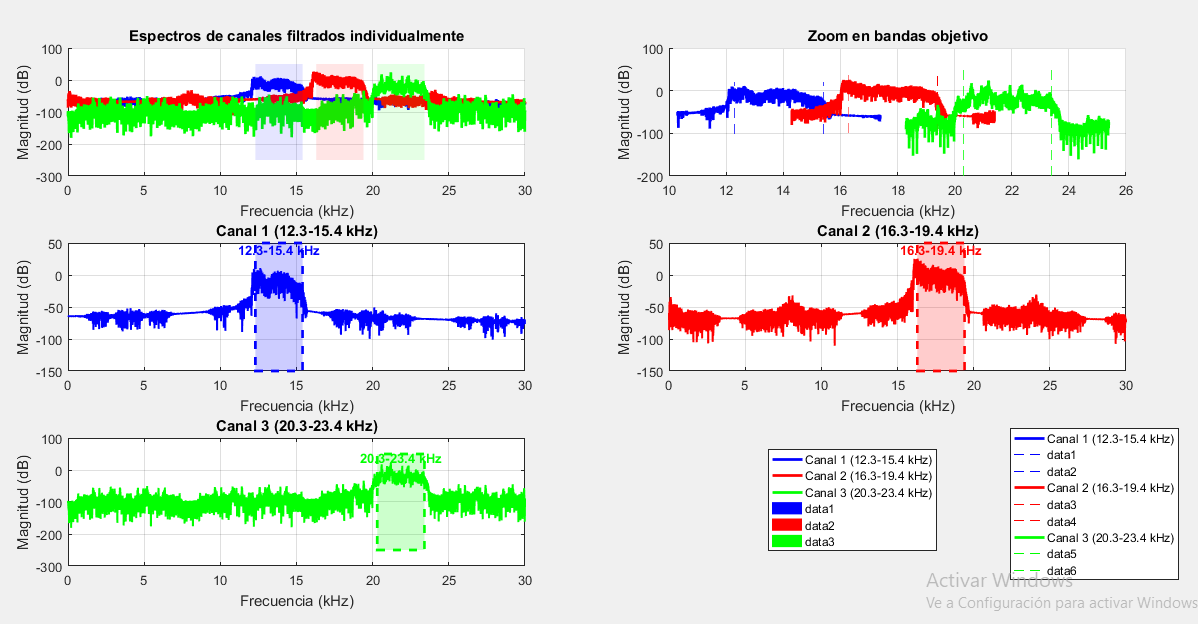 Espectros de canales filtrados individualmente
Magnitud (dB)
100
0
-100
-200
-300
0 5 10 15 20 25 30
Frecuencia (kHz)
Zoom en bandas objetivo
Magnitud (dB)
100
0
-100
-200
10 12 14 16 18 20 22 24 26
Frecuencia (kHz)
Canal 1 (12.3-15.4 kHz)
12.3-15.4 kHz
Magnitud (dB)
50
0
-50
-100
-150
0 5 10 15 20 25 30
Frecuencia (kHz)
Canal 2 (16.3-19.4 kHz)
16.3-19.4 kHz
Magnitud (dB)
50
0
-50
-100
-150
0 5 10 15 20 25 30
Frecuencia (kHz)
Canal 3 (20.3-23.4 kHz)
20.3-23.4 kHz
Magnitud (dB)
100
0
-100
-200
-300
0 5 10 15 20 25 30
Frecuencia (kHz)
Canal 1 (12.3-15.4 kHz)
Canal 2 (16.3-19.4 kHz)
Canal 3 (20.3-23.4 kHz)
data1
data2
data3
Canal 1 (12.3-15.4 kHz)
data1
data2
Canal 2 (16.3-19.4 kHz)
data3
data4
Canal 3 (20.3-23.4 kHz)
data5
data6
Activar Windows
Ve a Configuración para activar Windows